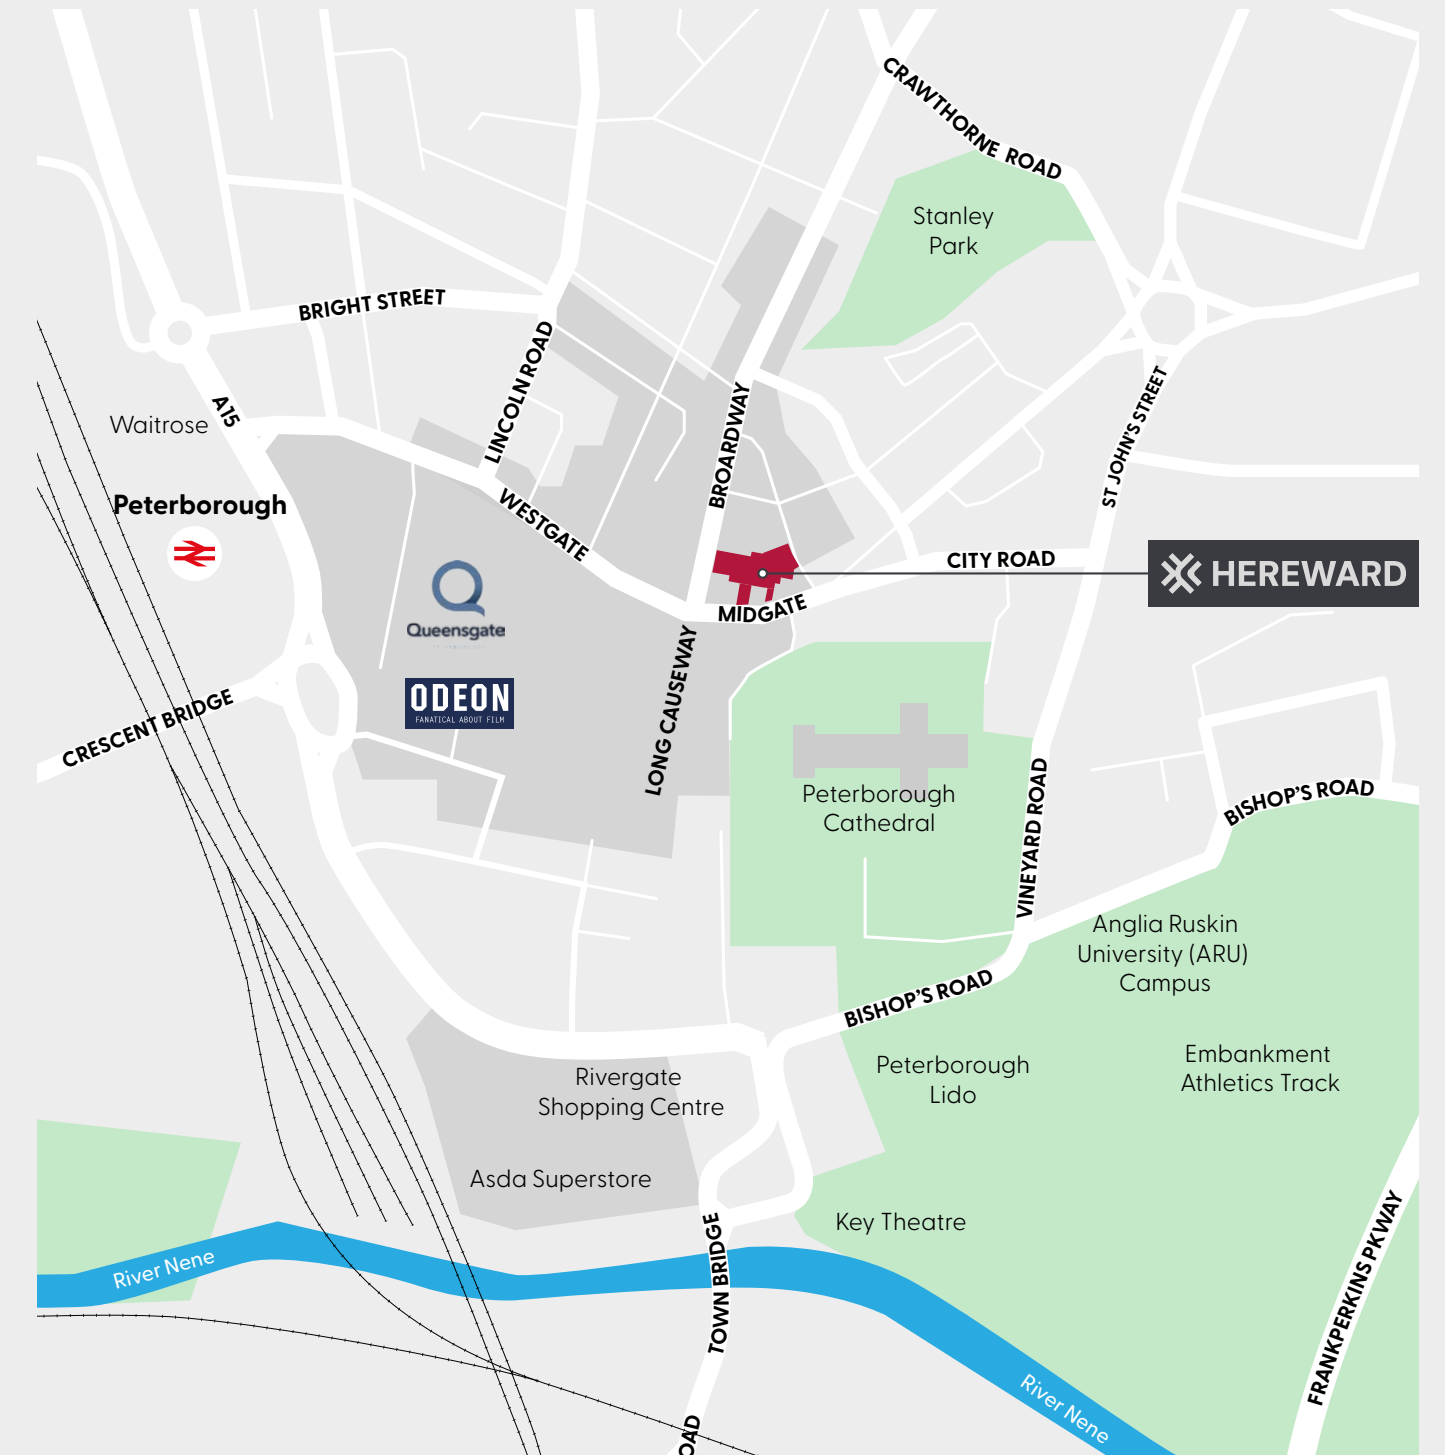 CRAWTHORNE ROAD
Stanley
Park
BRIGHT STREET
LINCOLN ROAD
A15
Waitrose
BROARDWAY
ST JOHN'S STREET
Peterborough
WESTGATE
CITY ROAD
HEREWARD
MIDGATE
Queensgate
ODEON
FANATICAL ABOUT FILM
LONG CAUSEWAY
CRESCENT BRIDGE
Peterborough
Cathedral
VINEYARD ROAD
BISHOP'S ROAD
Anglia Ruskin
University (ARU)
Campus
BISHOP'S ROAD
Peterborough
Lido
Embankment
Athletics Track
Rivergate
Shopping Centre
Asda Superstore
Key Theatre
TOWN BRIDGE
River Nene
FRANKPERKINS PKWAY
River Nene
OAD